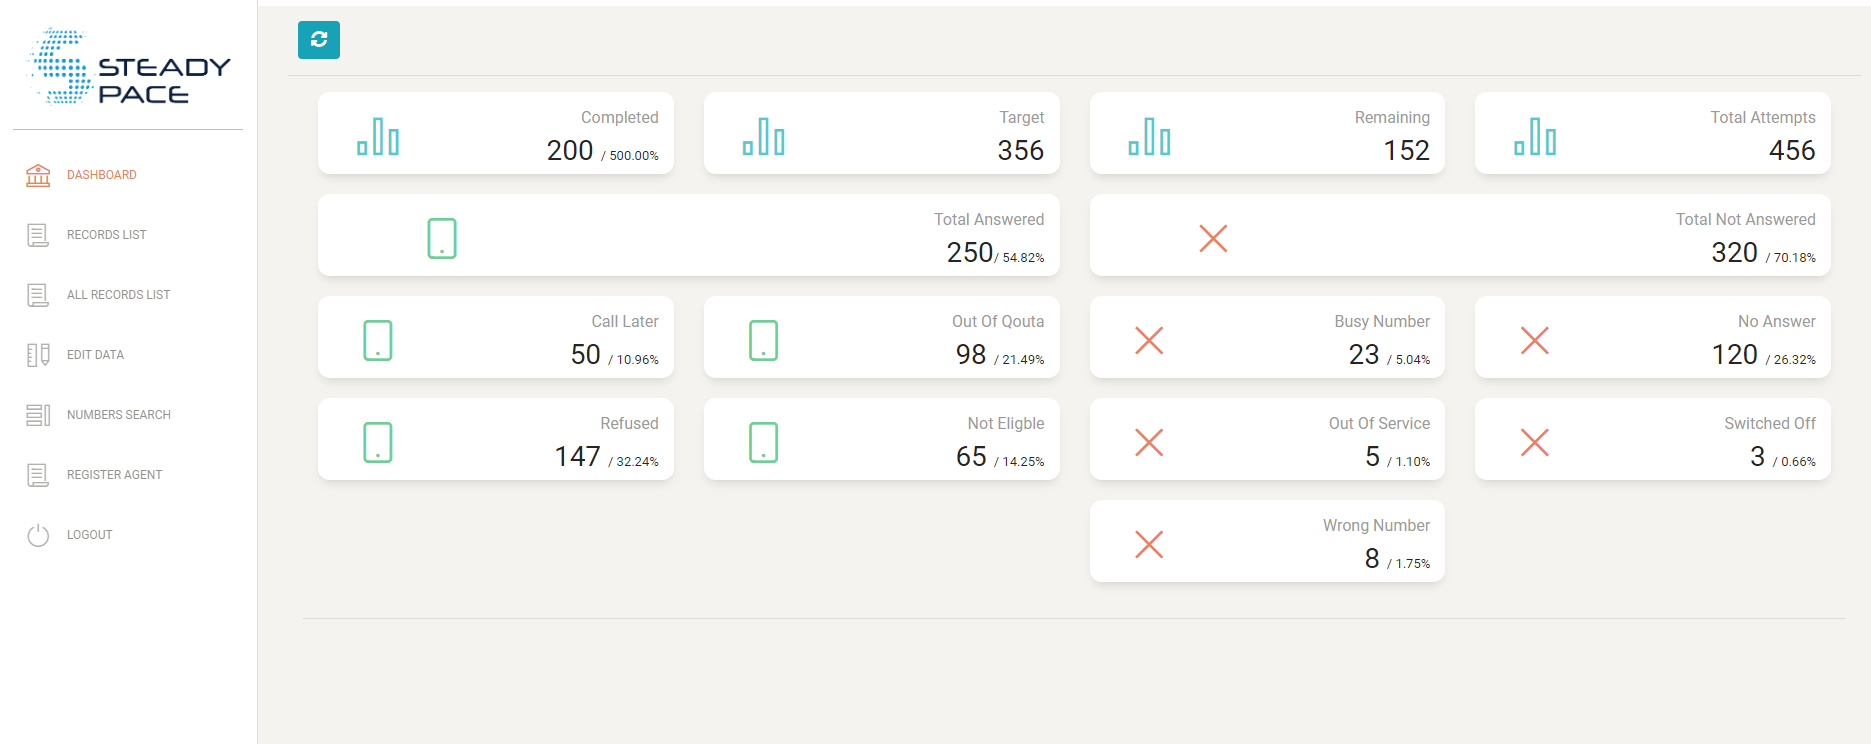 STEADY
PACE
DASHBOARD
RECORDS LIST
ALL RECORDS LIST
EDIT DATA
NUMBERS SEARCH
REGISTER AGENT
LOGOUT
Completed
200 / 500.00%
Target
356
Remaining
152
Total Attempts
456
Total Answered
250/ 54.82%
Total Not Answered
320 / 70.18%
Call Later
50 / 10.96%
Out Of Qouta
98 / 21.49%
Busy Number
23 / 5.04%
No Answer
120 / 26.32%
Refused
147 / 32.24%
Not Eligble
65 / 14.25%
Out Of Service
5 / 1.10%
Switched Off
3 / 0.66%
Wrong Number
8 / 1.75%